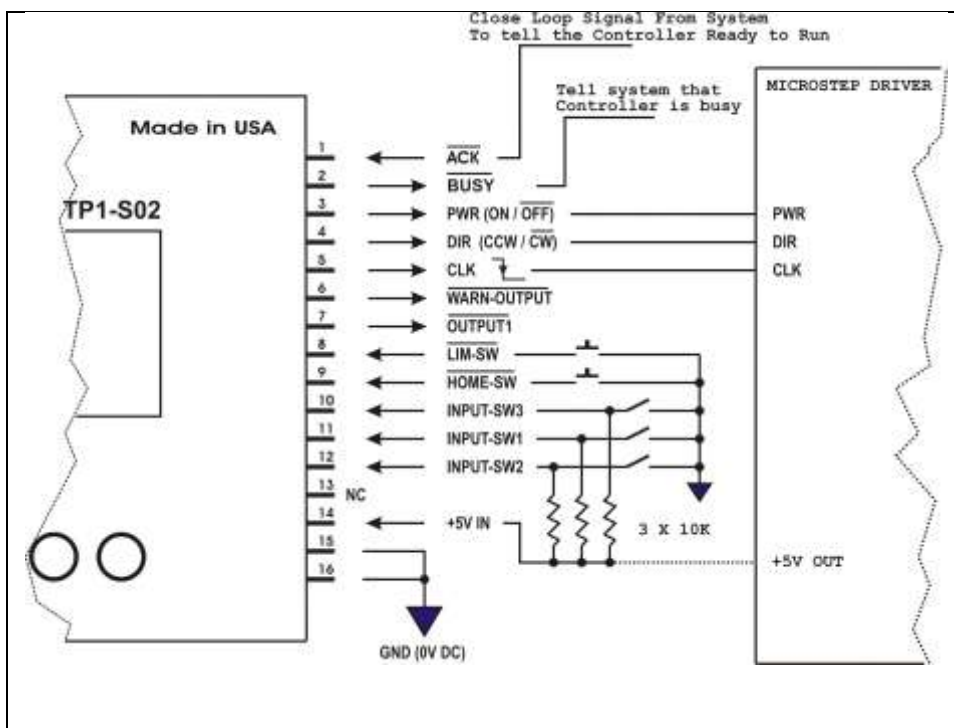 Close Loop Signal From System
To tell the Controller Ready to Run
Tell system that
Controller is busy
MICROSTEP DRIVER
Made in USA
TP1-S02
1 ACK
2 BUSY
3 PWR (ON / OFF) PWR
4 DIR (CCW / CW) DIR
5 CLK CLK
6 WARN-OUTPUT
7 OUTPUT1
8 LIM-SW
9 HOME-SW
10 INPUT-SW3
11 INPUT-SW1
12 INPUT-SW2
13 NC
14 +5V IN
3 X 10K
15
+5V OUT
16
GND (0V DC)